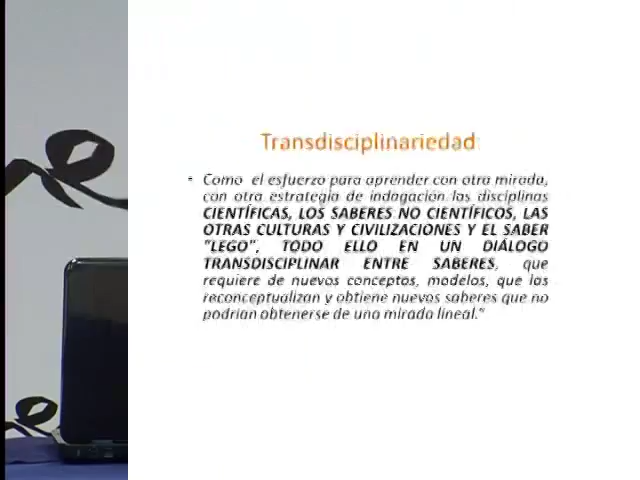 Transdisciplinariedad
• Como el esfuerzo para aprender con otra mirada,
con otra estrategia de indagación las disciplinas
CIENTÍFICAS, LOS SABERES NO CIENTÍFICOS, LAS
OTRAS CULTURAS Y CIVILIZACIONES Y EL SABER
"LEGO". TODO ELLO EN UN DIÁLOGO
TRANSDISCIPLINAR ENTRE SABERES, que
requiere de nuevos conceptos, modelos, que las
reconceptualizan y obtiene nuevos saberes que no
podrían obtenerse de una mirada lineal."